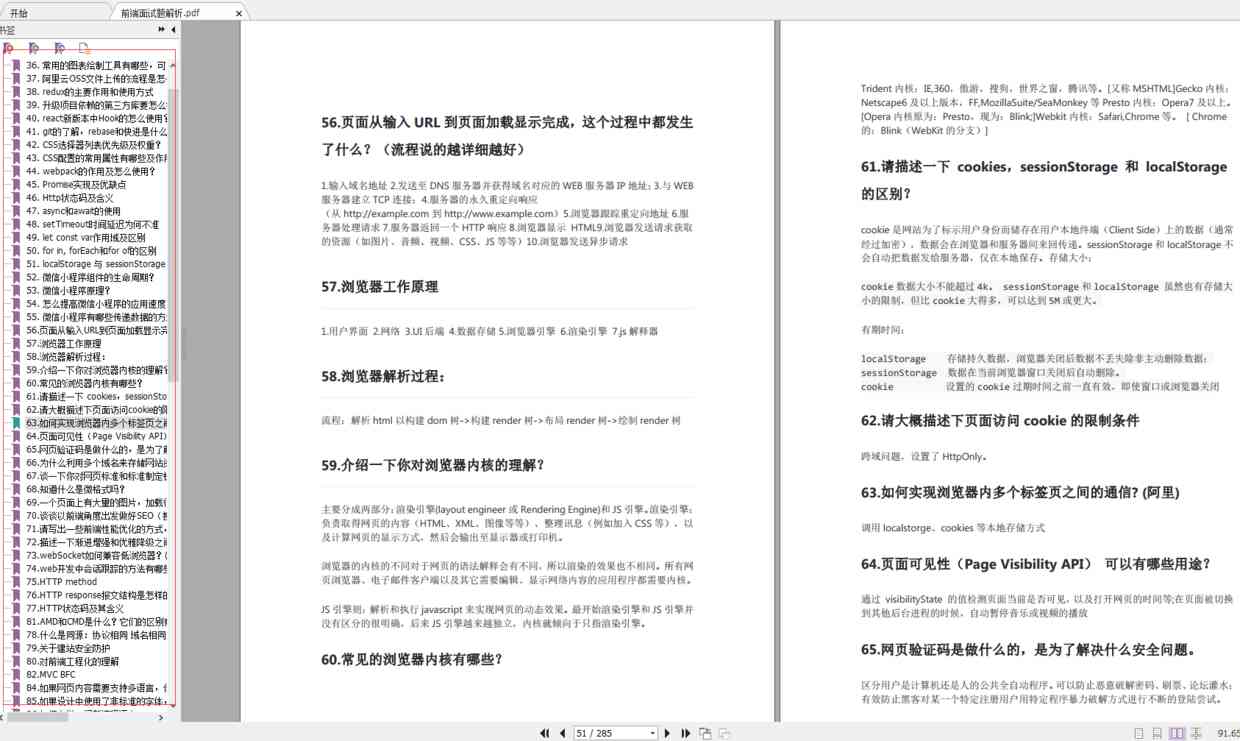 开始
前端面试题解析.pdf
书签
36. 常用的图表绘制工具有哪些，可
37. 阿里云OSS文件上传的流程是怎
38. redux的主要作用和使用方式
39. 升级项目依赖的第三方库要怎么
40. react新版本中Hook的怎么使用
41. git的了解，rebase和快进是什么
42. CSS选择器列表优先级及权重?
43. CSS配置的常用属性有哪些及作用
44. webpack的作用及怎么使用?
45. Promise实现及优缺点
46. Http状态码及含义
47. async和await的使用
48. setTimeout时间延迟为何不准
49. let const var作用域及区别
50. for in, forEach和for of的区别
51. localStorage 与 sessionStorage
52. 微信小程序组件的生命周期?
53. 微信小程序原理?
54. 怎么提高微信小程序的应用速度
55. 微信小程序有哪些传递数据的方
56.页面从输入URL到页面加载显示完
57.浏览器工作原理
58.浏览器解析过程:
59.介绍一下你对浏览器内核的理解?
60.常见的浏览器内核有哪些?
61.请描述一下 cookies，sessionSto
62.请大概描述下页面访问cookie的限
63.如何实现浏览器内多个标签页之间
64.页面可见性（Page Visibility API）
65.网页验证码是做什么的，是为了解
66.为什么利用多个域名来存储网站资
67.谈一下你对网页标准和标准制定机
68.知道什么是微格式吗?
69.一个页面上有大量的图片，加载很
70.谈谈以前端角度出发做好SEO（
71.请写出一些前端性能优化的方式，
72.描述一下渐进增强和优雅降级之间
73.webSocket如何兼容低浏览器?(
74.web开发中会话跟踪的方法有哪些
75.HTTP method
76.HTTP response报文结构是怎样的
77.HTTP状态码及其含义
81.AMD和CMD是什么? 它们的区别有
78.什么是同源: 协议相同 域名相同
79.关于建站安全防护
80.对前端工程化的理解
82.MVC BFC
84.如果网页内容需要支持多语言，你
85.如果设计中使用了非标准的字体，
56.页面从输入 URL 到页面加载显示完成，这个过程中都发生
了什么？（流程说的越详细越好）
1.输入域名地址 2.发送至 DNS 服务器并获得域名对应的 WEB 服务器 IP 地址; 3.与 WEB
服务器建立 TCP 连接; 4.服务器的永久重定向响应
（从 http://example.com 到 http://www.example.com）5.浏览器跟踪重定向地址 6.服
务器处理请求 7.服务器返回一个 HTTP 响应 8.浏览器显示 HTML9.浏览器发送请求获取
的资源（如图片、音频、视频、CSS、JS 等等）10.浏览器发送异步请求
57.浏览器工作原理
1.用户界面 2.网络 3.UI 后端 4.数据存储 5.浏览器引擎 6.渲染引擎 7.js 解释器
58.浏览器解析过程:
流程: 解析 html 以构建 dom 树->构建 render 树->布局 render 树->绘制 render 树
59.介绍一下你对浏览器内核的理解？
主要分成两部分: 渲染引擎(layout engineer 或 Rendering Engine)和 JS 引擎。渲染引擎:
负责取得网页的内容（HTML、XML、图像等等）、整理讯息（例如加入 CSS 等）、以
及计算网页的显示方式，然后会输出至显示器或打印机。
浏览器的内核的不同对于网页的语法解释会有不同，所以渲染的效果也不相同。所有网
页浏览器、电子邮件客户端以及其它需要编辑、显示网络内容的应用程序都需要内核。
JS 引擎则: 解析和执行 javascript 来实现网页的动态效果。最开始渲染引擎和 JS 引擎并
没有区分的很明确，后来 JS 引擎越来越独立，内核就倾向于只指渲染引擎。
60.常见的浏览器内核有哪些？
Trident 内核: IE,360，傲游、搜狗、世界之窗、腾讯等。[又称 MSHTML]Gecko 内核:
Netscape6 及以上版本，FF,MozillaSuite/SeaMonkey 等 Presto 内核: Opera7 及以上。
[Opera 内核原为: Presto，现为: Blink;]Webkit 内核: Safari,Chrome 等。 [ Chrome
的: Blink（WebKit 的分支）]
61.请描述一下 cookies，sessionStorage 和 localStorage
的区别？
cookie 是网站为了标示用户身份而储存在用户本地终端（Client Side）上的数据（通常
经过加密），数据会在浏览器和服务器间来回传递。sessionStorage 和 localStorage 不
会自动把数据发给服务器，仅在本地保存。存储大小:
cookie 数据大小不能超过 4k。 sessionStorage 和 localStorage 虽然也有存储大
小的限制，但比 cookie 大得多，可以达到 5M 或更大。
有期时间:
localStorage 存储持久数据，浏览器关闭后数据不丢失除非主动删除数据;
sessionStorage 数据在当前浏览器窗口关闭后自动删除。
cookie 设置的 cookie 过期时间之前一直有效，即使窗口或浏览器关闭
62.请大概描述下页面访问 cookie 的限制条件
跨域问题，设置了 HttpOnly。
63.如何实现浏览器内多个标签页之间的通信? (阿里)
调用 localstorge、cookies 等本地存储方式
64.页面可见性（Page Visibility API） 可以有哪些用途？
通过 visibilityState 的值检测页面当前是否可见，以及打开网页的时间等;在页面被切换
到其他后台进程的时候，自动暂停音乐或视频的播放
65.网页验证码是做什么的，是为了解决什么安全问题。
区分用户是计算机还是人的公共全自动程序。可以防止恶意破解密码、刷票、论坛灌水;
有效防止黑客对某一个特定注册用户用特定程序暴力破解方式进行不断的登陆尝试。
51 / 285
91.65